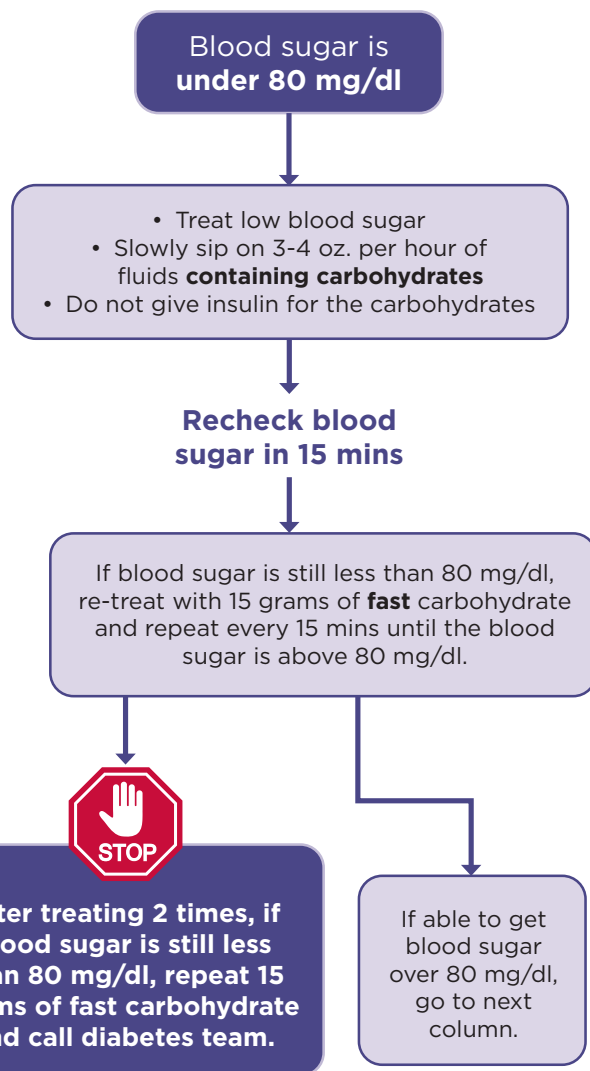 Blood sugar is
under 80 mg/dl
• Treat low blood sugar
• Slowly sip on 3-4 oz. per hour of
fluids containing carbohydrates
• Do not give insulin for the carbohydrates
Recheck blood
sugar in 15 mins
If blood sugar is still less than 80 mg/dl,
re-treat with 15 grams of fast carbohydrate
and repeat every 15 mins until the blood
sugar is above 80 mg/dl.
STOP
treating 2 times, if
sugar is still less
80 mg/dl, repeat 15
of fast carbohydrate
call diabetes team.
If able to get
blood sugar
over 80 mg/dl,
go to next
column.